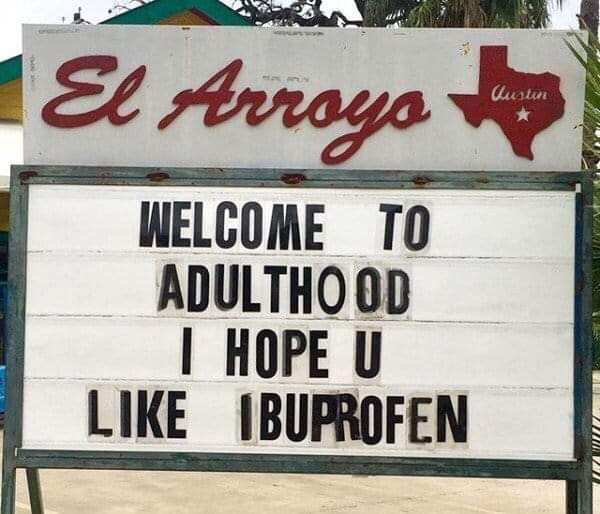 El Arroyo
Austin
WELCOME TO
ADULTHOOD
I HOPE U
LIKE IBUPROFEN